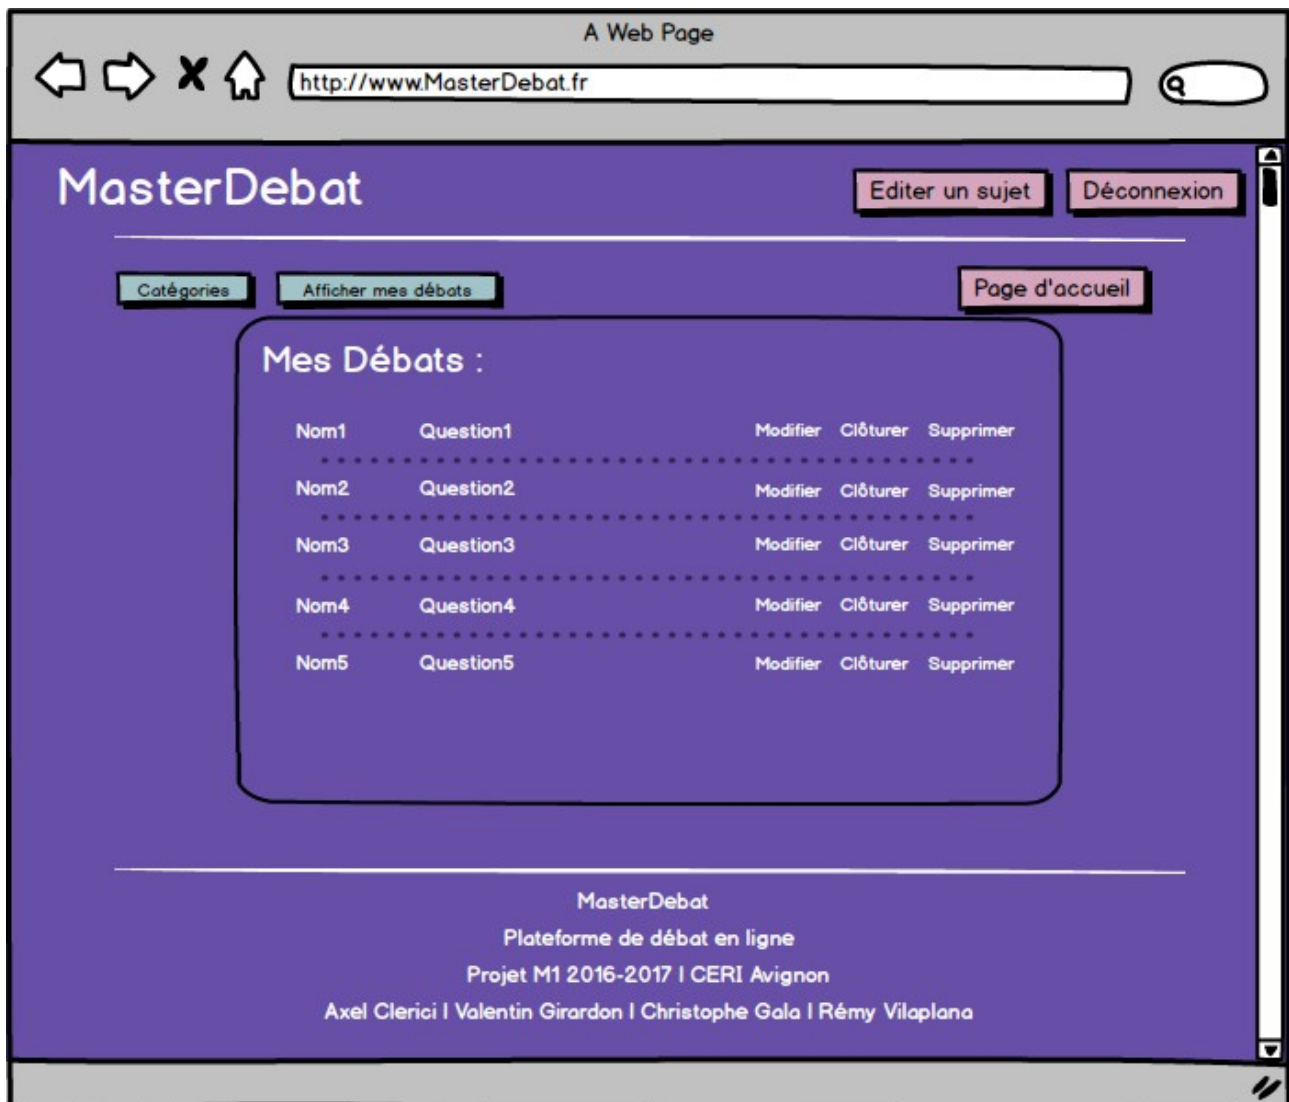 A Web Page
http://www.MasterDebat.fr
MasterDebat
Editer un sujet
Déconnexion
Catégories
Afficher mes débats
Page d'accueil
Mes Débats :
Nom1 Question1 Modifier Clôturer Supprimer
Nom2 Question2 Modifier Clôturer Supprimer
Nom3 Question3 Modifier Clôturer Supprimer
Nom4 Question4 Modifier Clôturer Supprimer
Nom5 Question5 Modifier Clôturer Supprimer
MasterDebat
Plateforme de débat en ligne
Projet M1 2016-2017 | CERI Avignon
Axel Clerici | Valentin Girardon | Christophe Gala | Rémy Vilaplana